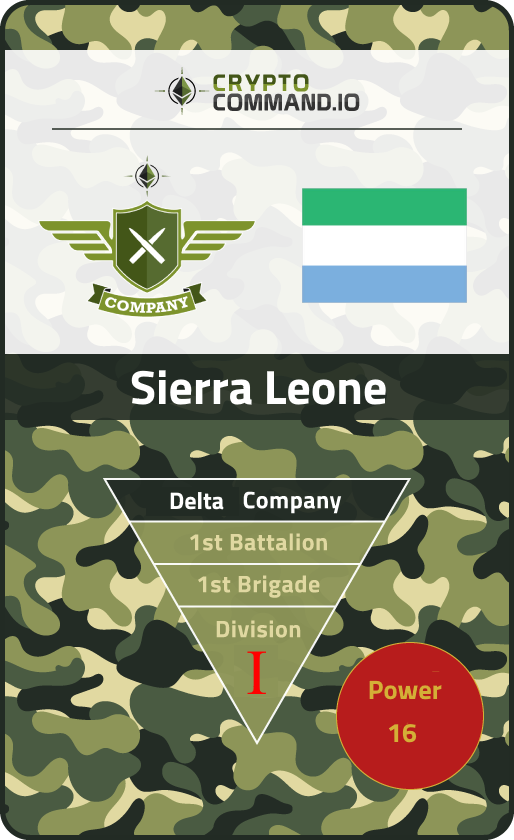 CRYPTO
COMMAND.IO
COMPANY
Sierra Leone
Delta Company
1st Battalion
1st Brigade
Division
I
Power
16